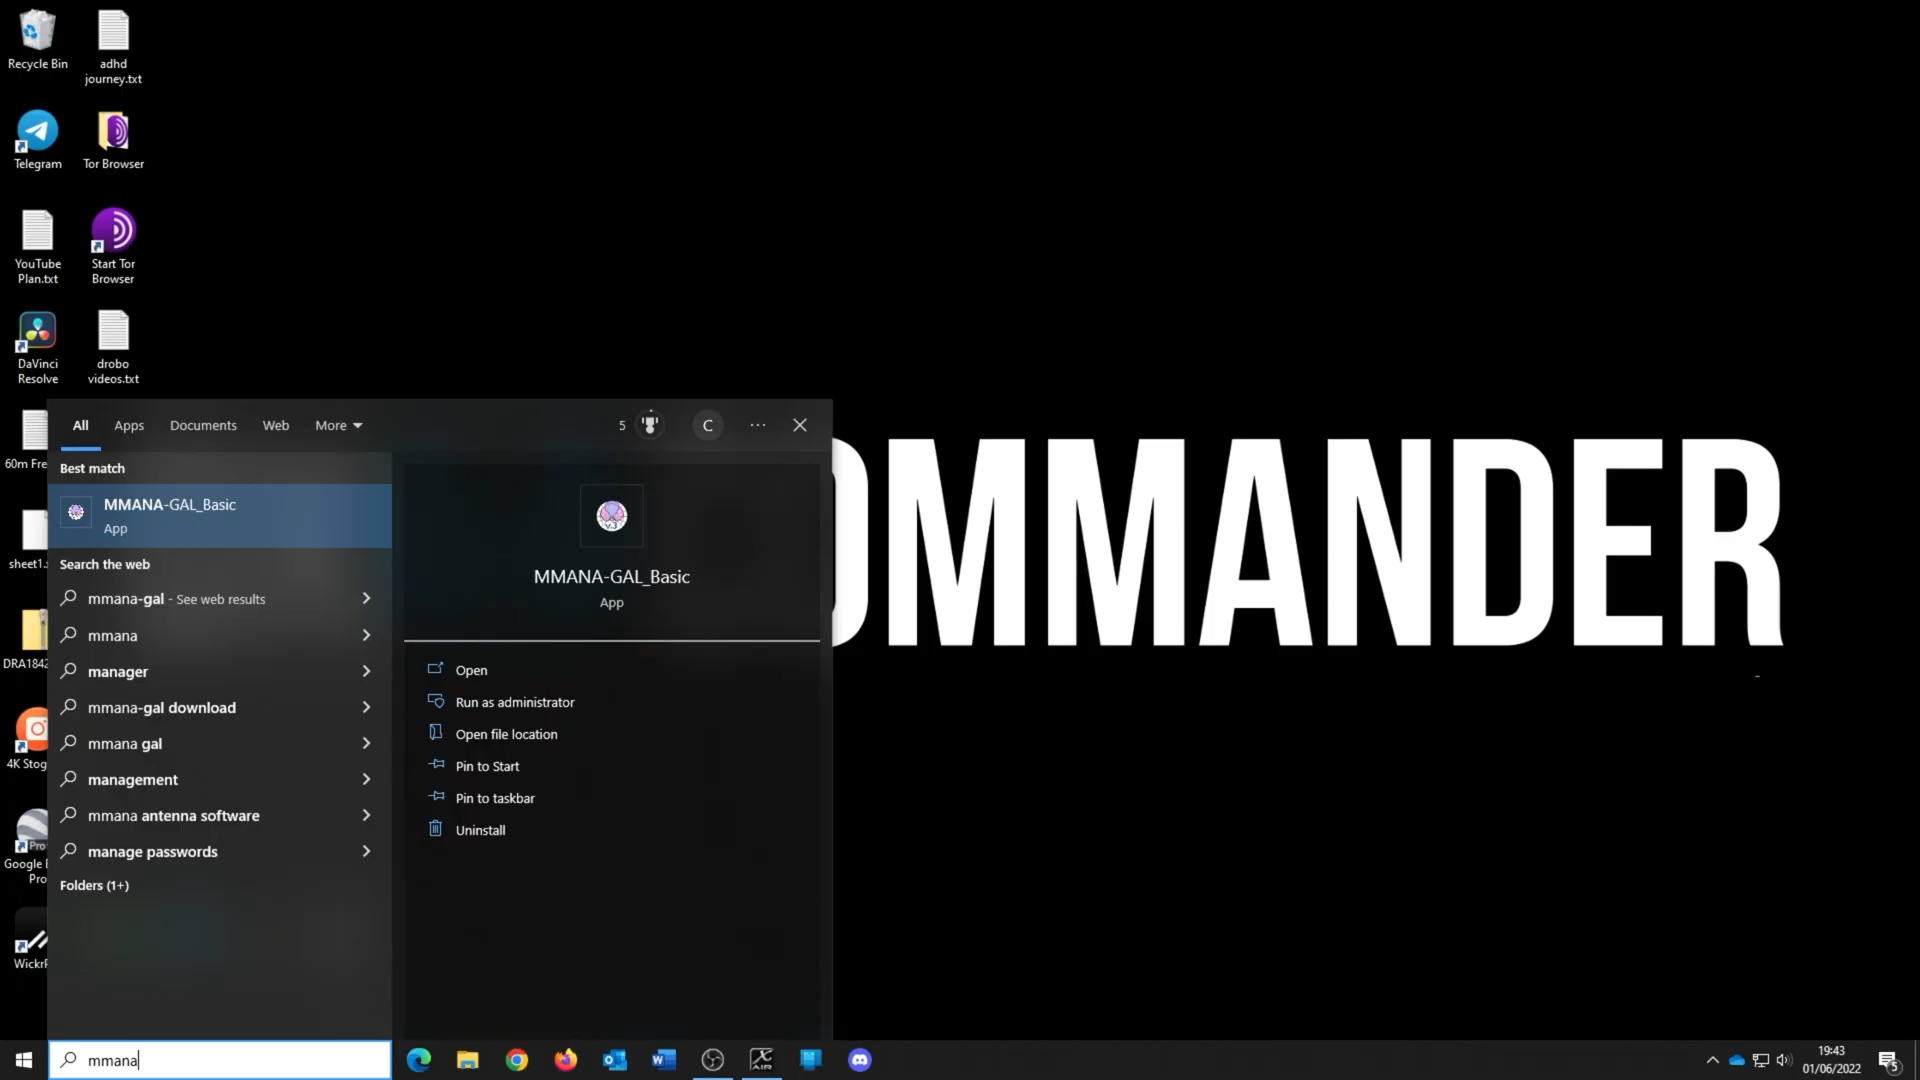 Recycle Bin
adhd
journey.txt
Telegram
Tor Browser
YouTube
Plan.txt
Start Tor
Browser
DaVinci
Resolve
drobo
videos.txt
60m Fre
sheet1.
DRA1842
4K Stog
Pro
Google
Pro
Wickr
OMMANDER
All
Apps
Documents
Web
More
5
C
Best match
MMANA-GAL_Basic
App
Search the web
mmana-gal - See web results
mmana
manager
mmana-gal download
mmana gal
management
mmana antenna software
manage passwords
Folders (1+)
v.3
MMANA-GAL_Basic
App
Open
Run as administrator
Open file location
Pin to Start
Pin to taskbar
Uninstall
mmana
X
AIR
19:43
01/06/2022
5